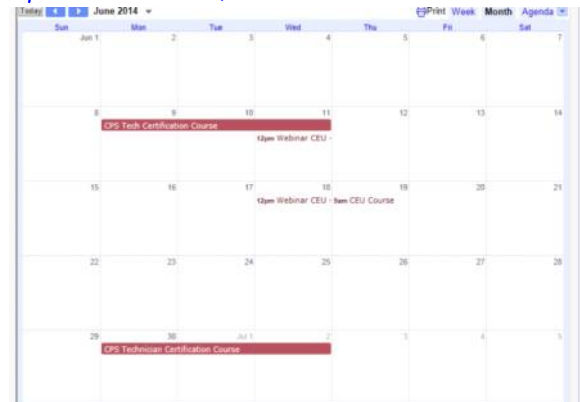 Today June 2014 Print Week Month Agenda
Sun Mon Tue Wed Thu Fri Sat
Jun 1 2 3 4 5 6 7
8 9 10 11 12 13 14
CPS Tech Certification Course
12pm Webinar CEU -
15 16 17 18 19 20 21
12pm Webinar CEU - 8am CEU Course
22 23 24 25 26 27 28
29 30 Jul 1 2 3 4 5
CPS Technician Certification Course